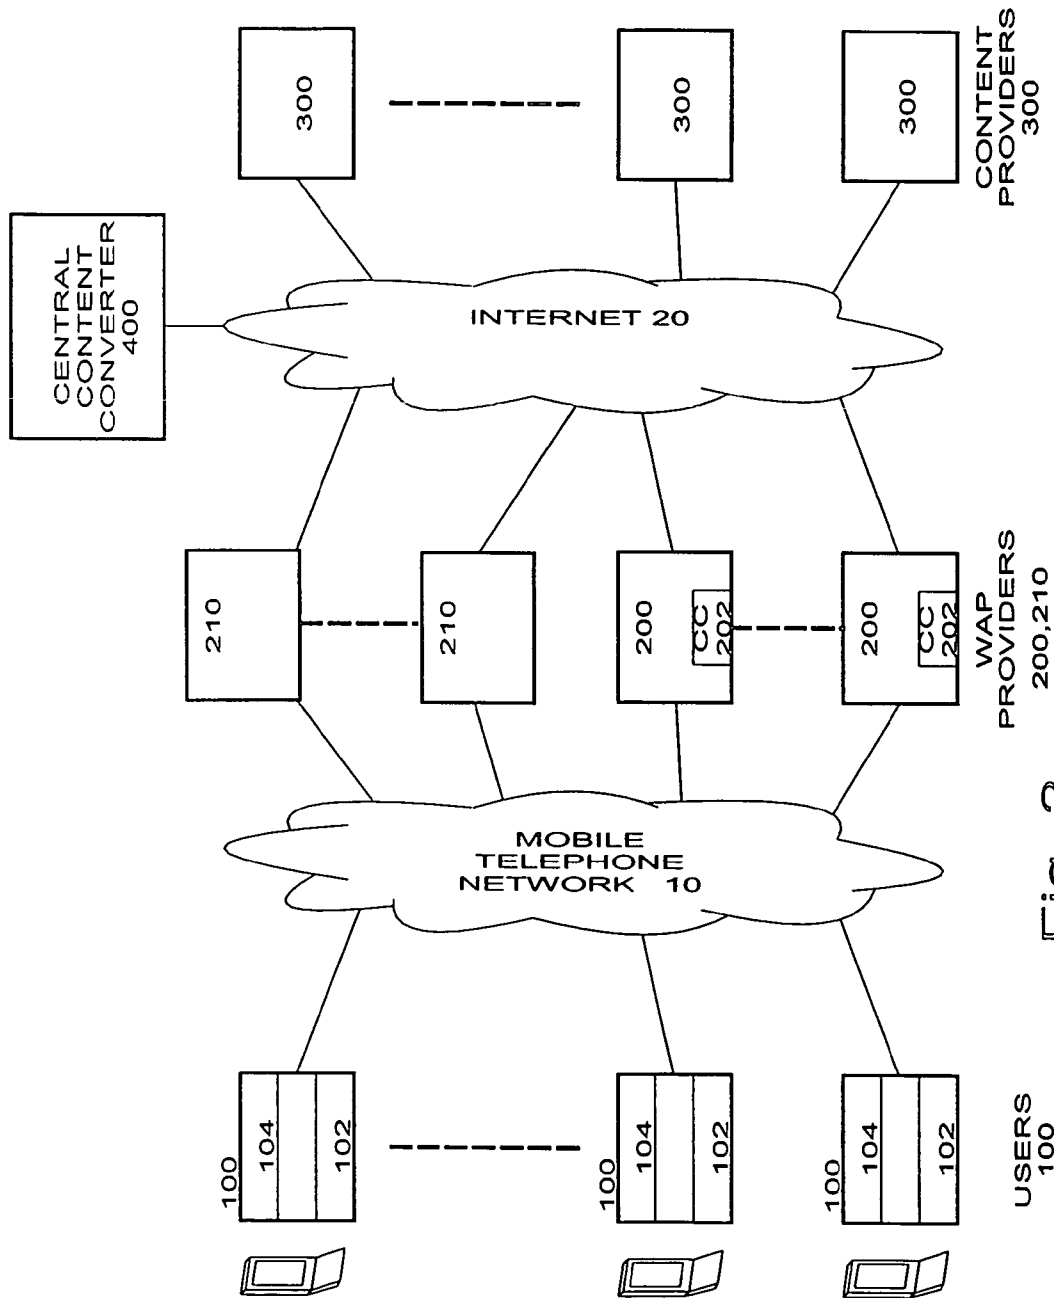 CENTRAL
CONTENT
CONVERTER
400
100
104
102
100
104
102
100
104
102
USERS
100
MOBILE
TELEPHONE
NETWORK 10
210
210
200
CC
202
200
CC
202
WAP
PROVIDERS
200,210
INTERNET 20
300
300
300
CONTENT
PROVIDERS
300